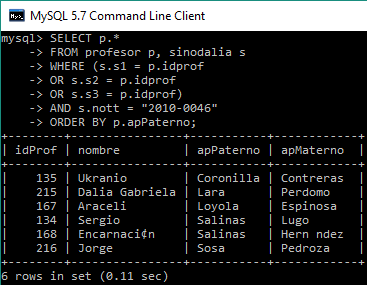 MySQL 5.7 Command Line Client
mysql> SELECT p.*
    -> FROM profesor p, sinodalia s
    -> WHERE (s.s1 = p.idprof
    -> OR s.s2 = p.idprof
    -> OR s.s3 = p.idprof)
    -> AND s.nott = "2010-0046"
    -> ORDER BY p.apPaterno;
+--------+-----------------+-----------+-----------+
| idProf | nombre          | apPaterno | apMaterno |
+--------+-----------------+-----------+-----------+
|    135 | Ukranio         | Coronilla | Contreras |
|    215 | Dalia Gabriela  | Lara      | Perdomo   |
|    167 | Araceli         | Loyola    | Espinosa  |
|    134 | Sergio          | Salinas   | Lugo      |
|    168 | Encarnaci¢n     | Salinas   | Hern ndez |
|    216 | Jorge           | Sosa      | Pedroza   |
+--------+-----------------+-----------+-----------+
6 rows in set (0.11 sec)